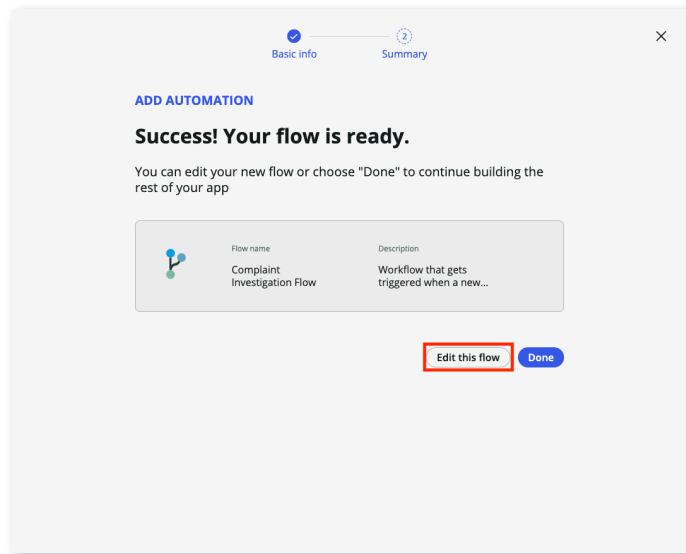 2
Basic info
Summary
ADD AUTOMATION
Success! Your flow is ready.
You can edit your new flow or choose "Done" to continue building the
rest of your app
Flow name
Description
Complaint
Investigation Flow
Workflow that gets
triggered when a new...
Edit this flow
Done